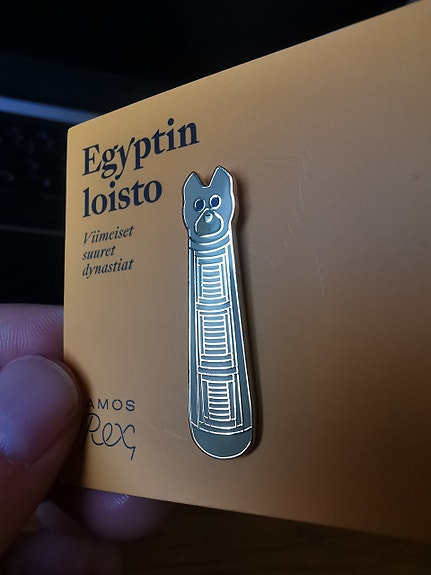 Egyptin
loisto
Viimeiset
suuret
dynastiat
AMOS
Rex